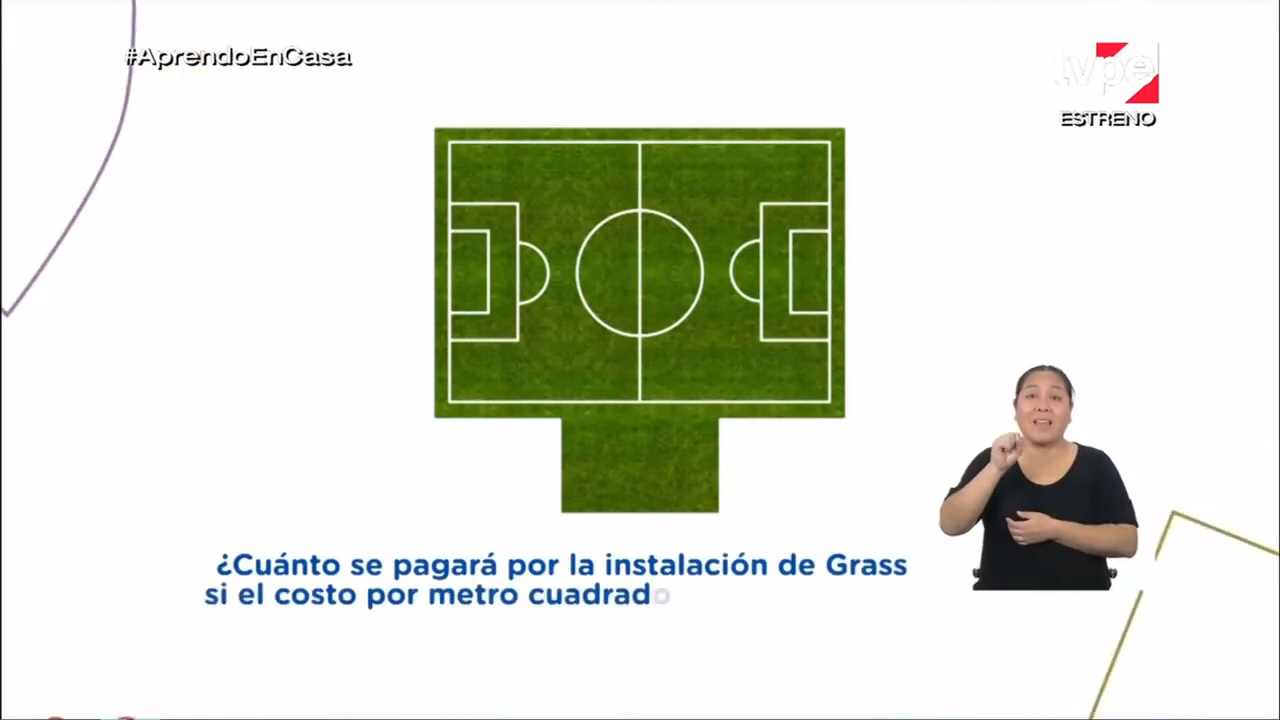 #AprendoEnCasa
tvpe
ESTRENO
¿Cuánto se pagará por la instalación de Grass
si el costo por metro cuadrado